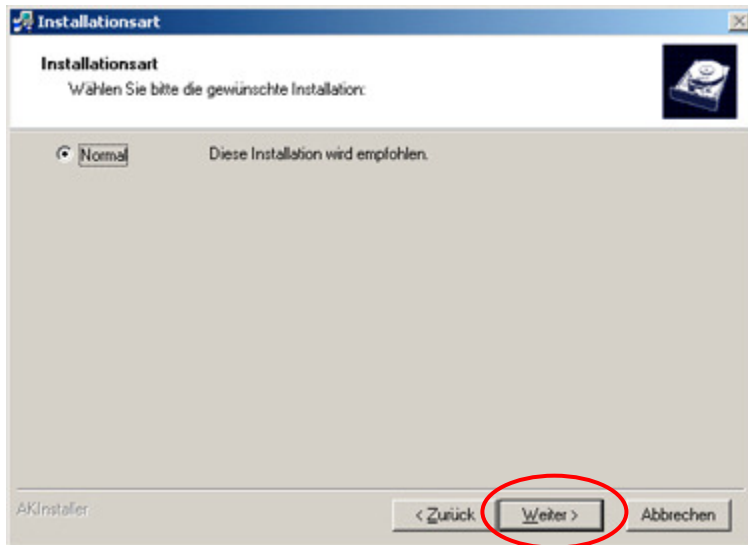 Installationsart
Installationsart
Wählen Sie bitte die gewünschte Installation:
Normal Diese Installation wird empfohlen.
AKInstaller
< Zurück Weiter > Abbrechen